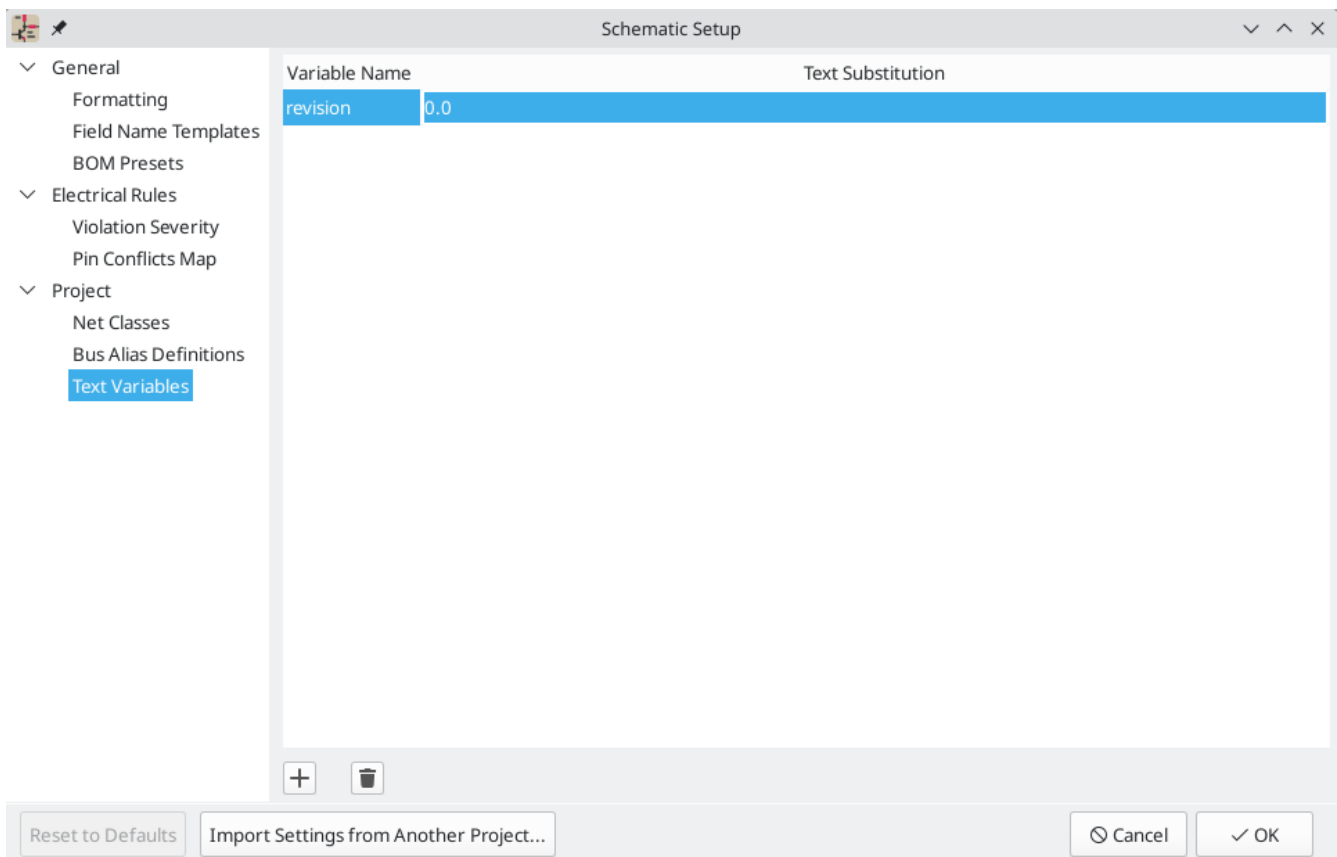 Schematic Setup
General
Formatting
Field Name Templates
BOM Presets
Electrical Rules
Violation Severity
Pin Conflicts Map
Project
Net Classes
Bus Alias Definitions
Text Variables
Variable Name Text Substitution
revision 0.0
Reset to Defaults Import Settings from Another Project... Cancel OK